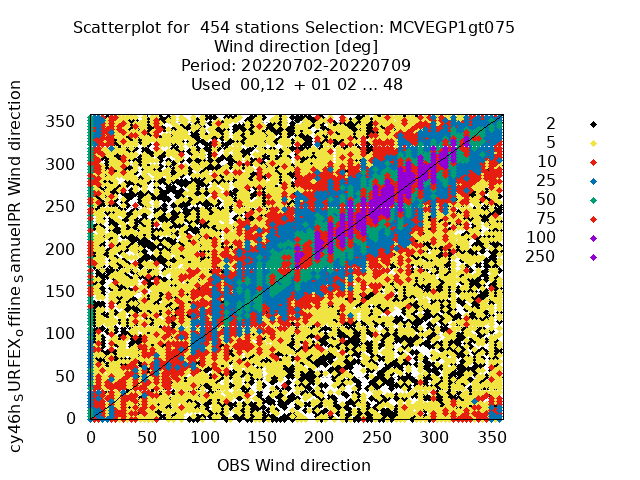 Scatterplot for 454 stations Selection: MCVEGP1gt075
Wind direction [deg]
Period: 20220702-20220709
Used 00,12 + 01 02 ... 48
cy46h_sURFEX_offline_samuelPR Wind direction
350
300
250
200
150
100
50
0
0 50 100 150 200 250 300 350
OBS Wind direction
2
5
10
25
50
75
100
250